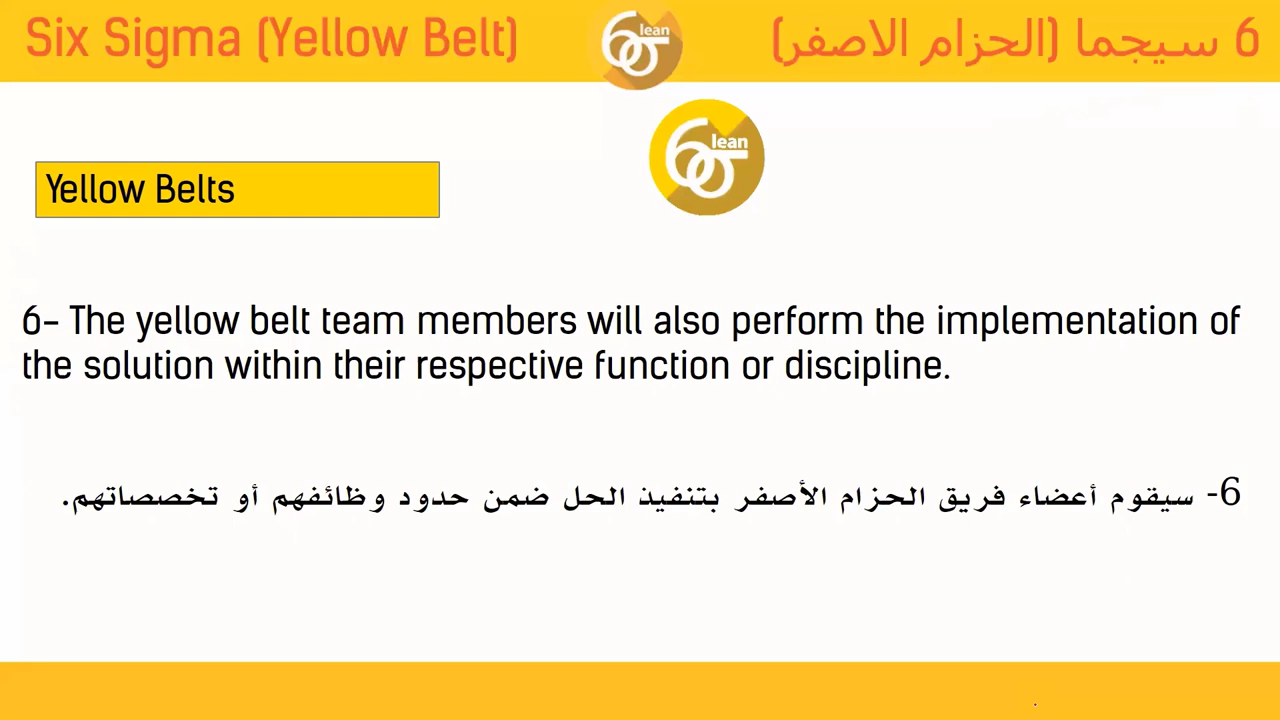 Six Sigma (Yellow Belt)
lean
6 سيجما (الحزام الاصفر)
lean
Yellow Belts
6- The yellow belt team members will also perform the implementation of
the solution within their respective function or discipline.
6- سيقوم أعضاء فريق الحزام الأصفر بتنفيذ الحل ضمن حدود وظائفهم أو تخصصاتهم.